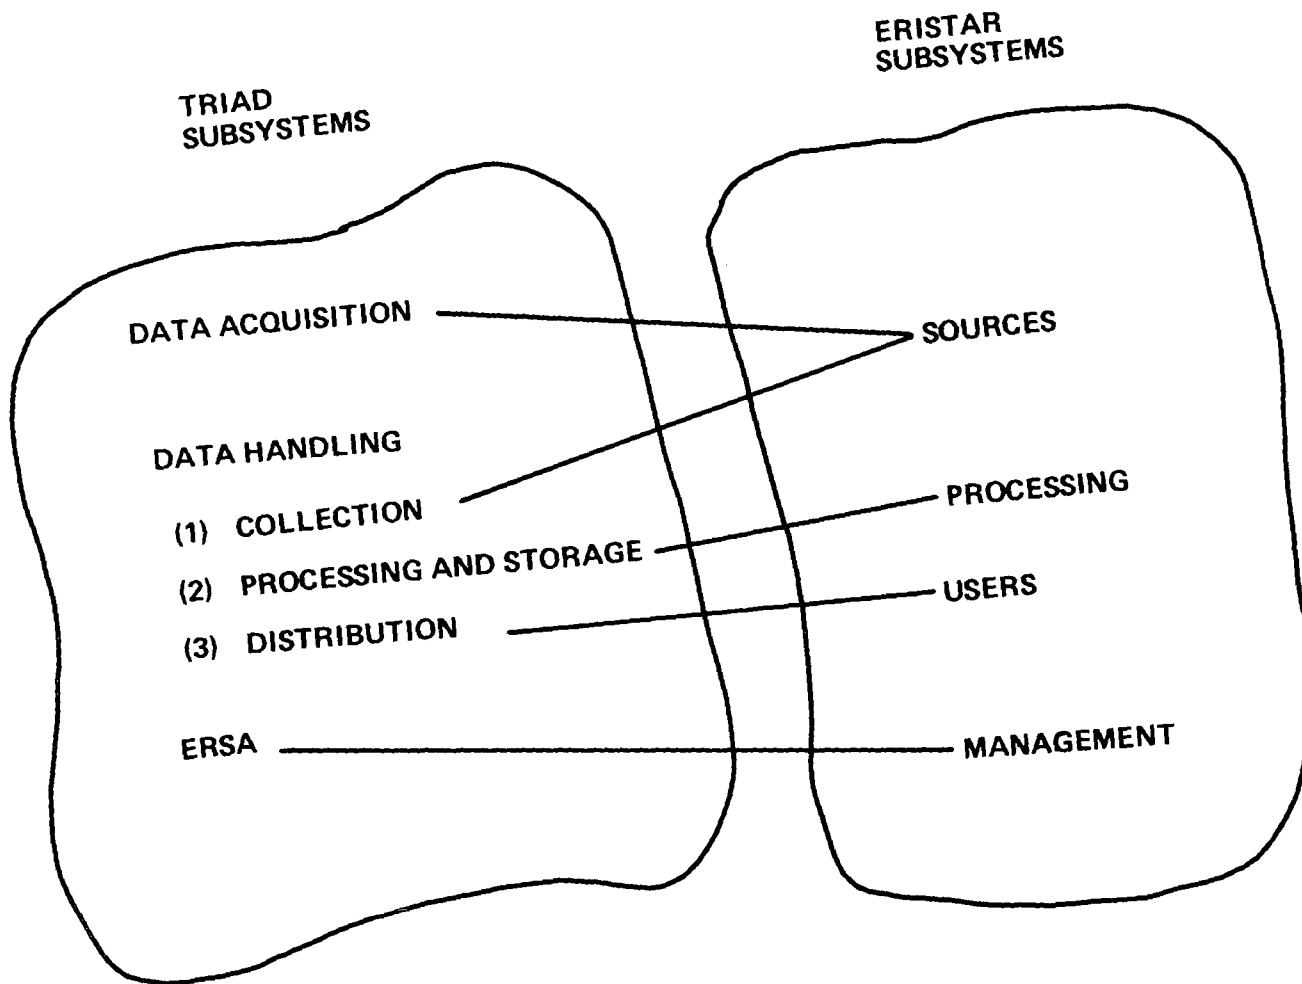 TRIAD
SUBSYSTEMS
DATA ACQUISITION
DATA HANDLING
(1) COLLECTION
(2) PROCESSING AND STORAGE
(3) DISTRIBUTION
ERSA
ERISTAR
SUBSYSTEMS
SOURCES
PROCESSING
USERS
MANAGEMENT